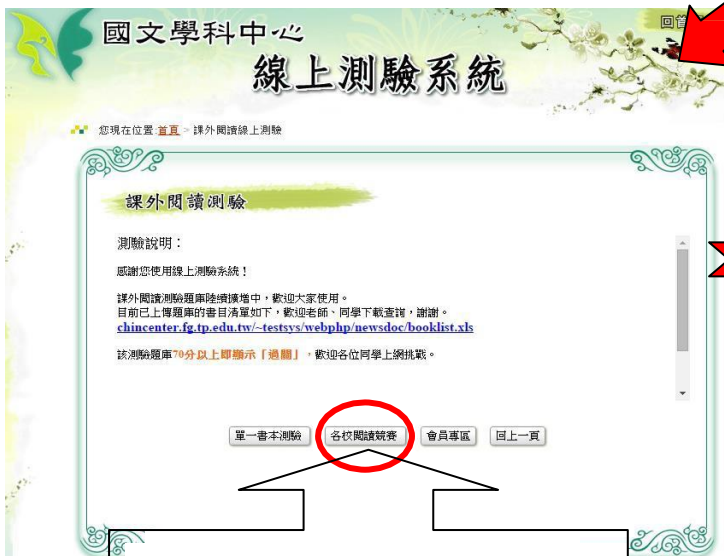 國文學科中心
回首
線上測驗系統
您現在位置:首頁 > 課外閱讀線上測驗
課外閱讀測驗
測驗說明：
感謝您使用線上測驗系統！
課外閱讀測驗題庫陸續擴增中，歡迎大家使用。
目前已上傳題庫的書目清單如下，歡迎老師、同學下載查詢，謝謝。
chincenter.fg.tp.edu.tw/~testsys/webphp/newsdoc/booklist.xls
該測驗題庫70分以上即顯示「過關」，歡迎各位同學上網挑戰。
單一書本測驗 各校閱讀競賽 會員專區 回上一頁